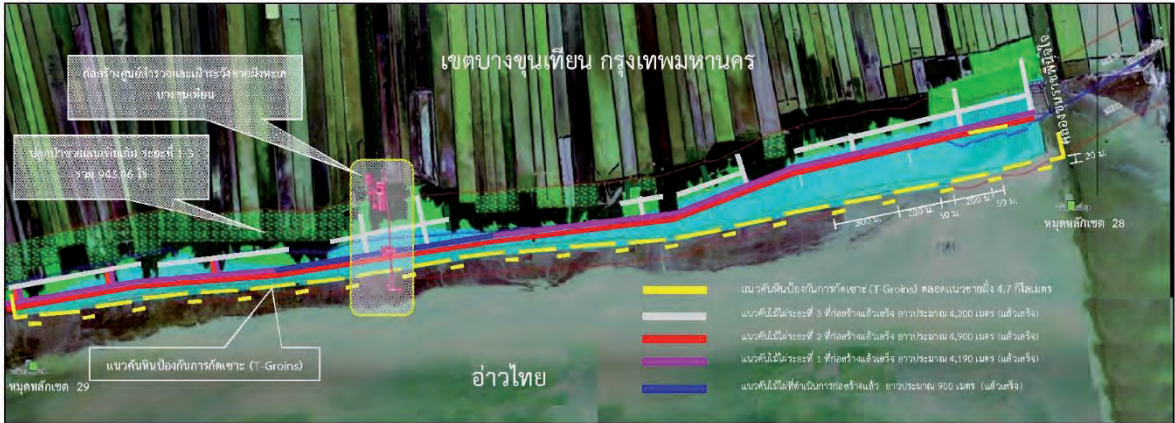 เขตบางขุนเทียน กรุงเทพมหานคร
ก่อสร้างศูนย์สำรวจและเฝ้าระวังชายฝั่งทะเล
บางขุนเทียน
ปลูกป่าชายเลนเพิ่มเติม ระยะที่ 1-5
รวม ไร่
20 ม.
300 ม.
200 ม.
50 ม.
200 ม.
50 ม.
หมุดหลักเขต 28
แนวคันหินป้องกันการกัดเซาะ (T-Groins) ตลอดแนวชายฝั่ง 4.7 กิโลเมตร
แนวคันไม้ไผ่ระยะที่ 3 ที่ก่อสร้างแล้วเสร็จ ยาวประมาณ 4,200 เมตร (แล้วเสร็จ)
แนวคันไม้ไผ่ระยะที่ 2 ที่ก่อสร้างแล้วเสร็จ ยาวประมาณ 4,900 เมตร (แล้วเสร็จ)
แนวคันไม้ไผ่ระยะที่ 1 ที่ก่อสร้างแล้วเสร็จ ยาวประมาณ 4,190 เมตร (แล้วเสร็จ)
แนวคันไม้ไผ่ที่ดำเนินการก่อสร้างแล้ว ยาวประมาณ 900 เมตร (แล้วเสร็จ)
แนวคันหินป้องกันการกัดเซาะ (T-Groins)
อ่าวไทย
หมุดหลักเขต 29